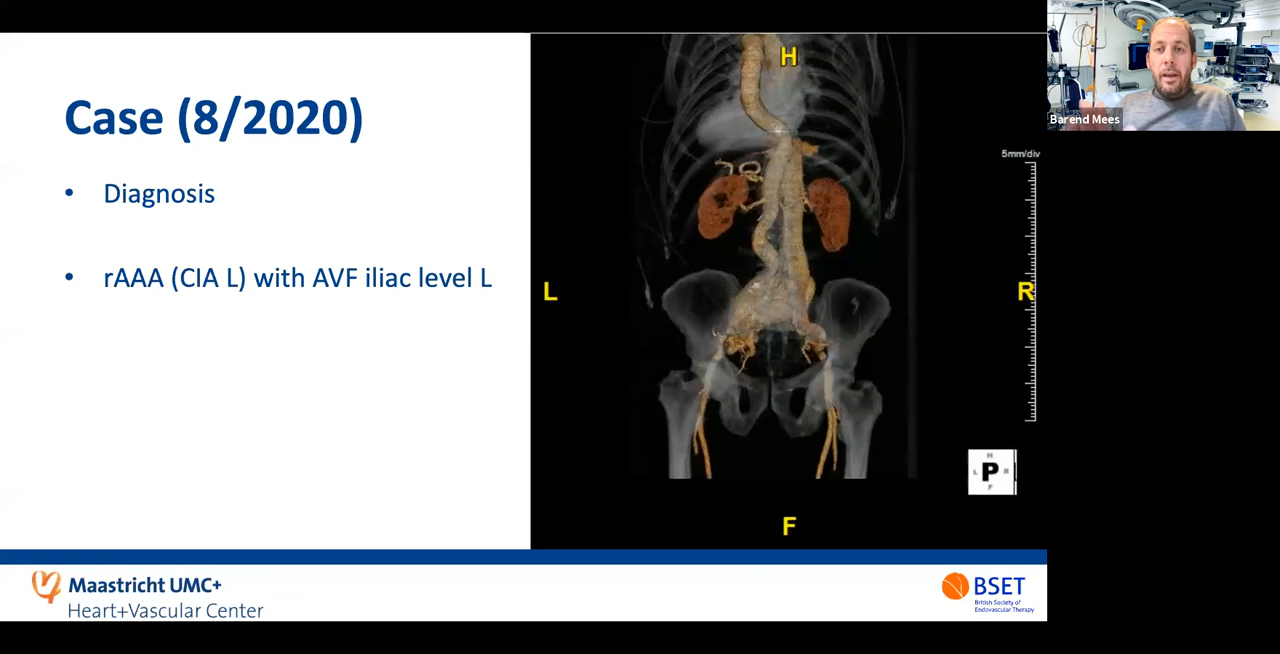 Case (8/2020)
• Diagnosis
• rAAA (CIA L) with AVF iliac level L
H
5mm/div
L
R
H
L P R
F
F
Barend Mees
Maastricht UMC+
Heart+Vascular Center
BSET
British Society of
Endovascular Therapy